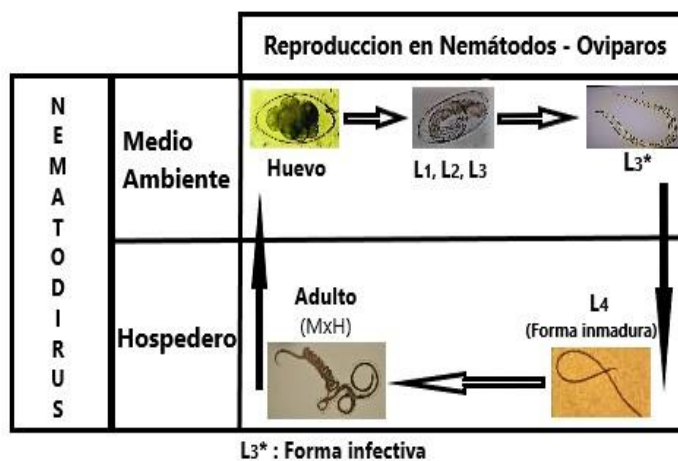 Reproduccion en Nemátodos - Oviparos
NEMATODIRUS
Medio
Ambiente
Huevo
L1, L2, L3
L3*
Hospedero
Adulto
(MxH)
L4
(Forma inmadura)
L3* : Forma infectiva